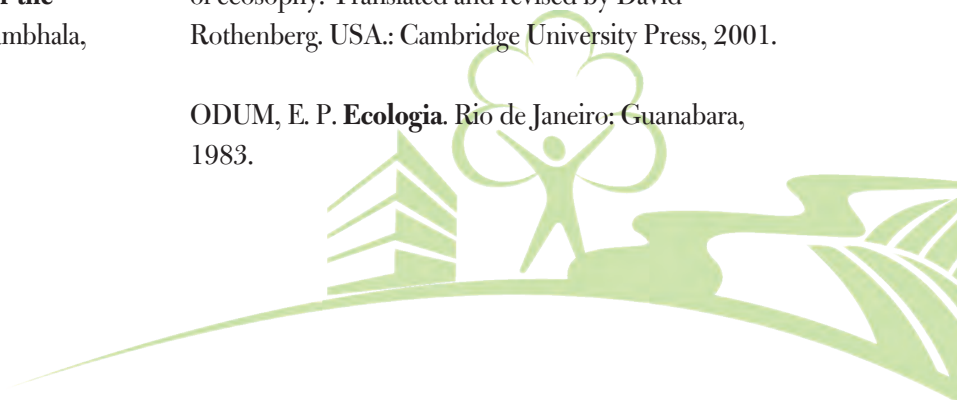 f the
mbhala,
of ecosophy. Translated and revised by David
Rothenberg. USA.: Cambridge University Press, 2001.
ODUM, E. P. Ecologia. Rio de Janeiro: Guanabara,
1983.